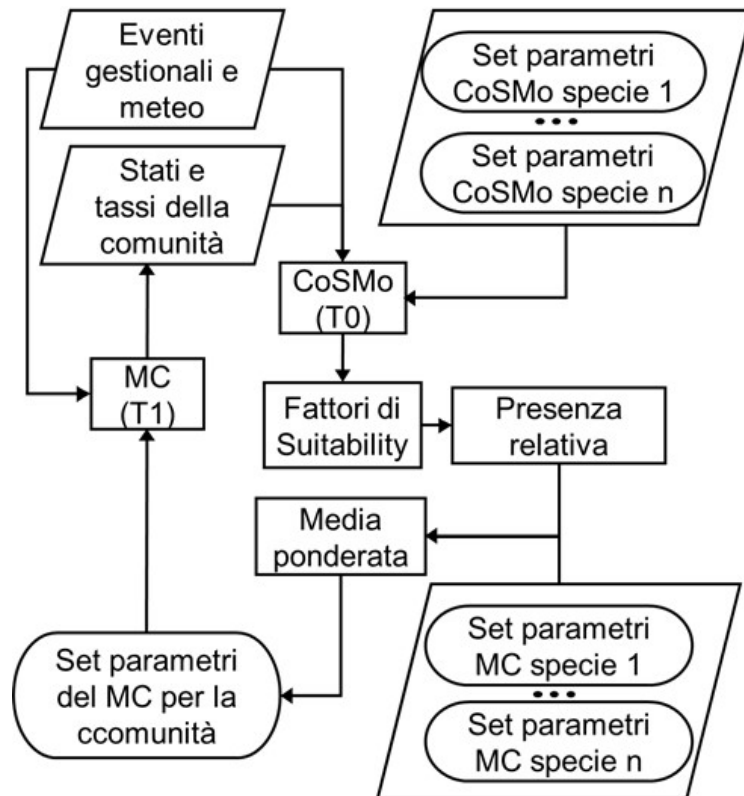 Eventi
gestionali e
meteo
Set parametri
CoSMo specie 1
...
Set parametri
CoSMo specie n
Stati e
tassi della
comunità
CoSMo
(T0)
MC
(T1)
Fattori di
Suitability
Presenza
relativa
Media
ponderata
Set parametri
MC specie 1
...
Set parametri
MC specie n
Set parametri
del MC per la
ccomunità